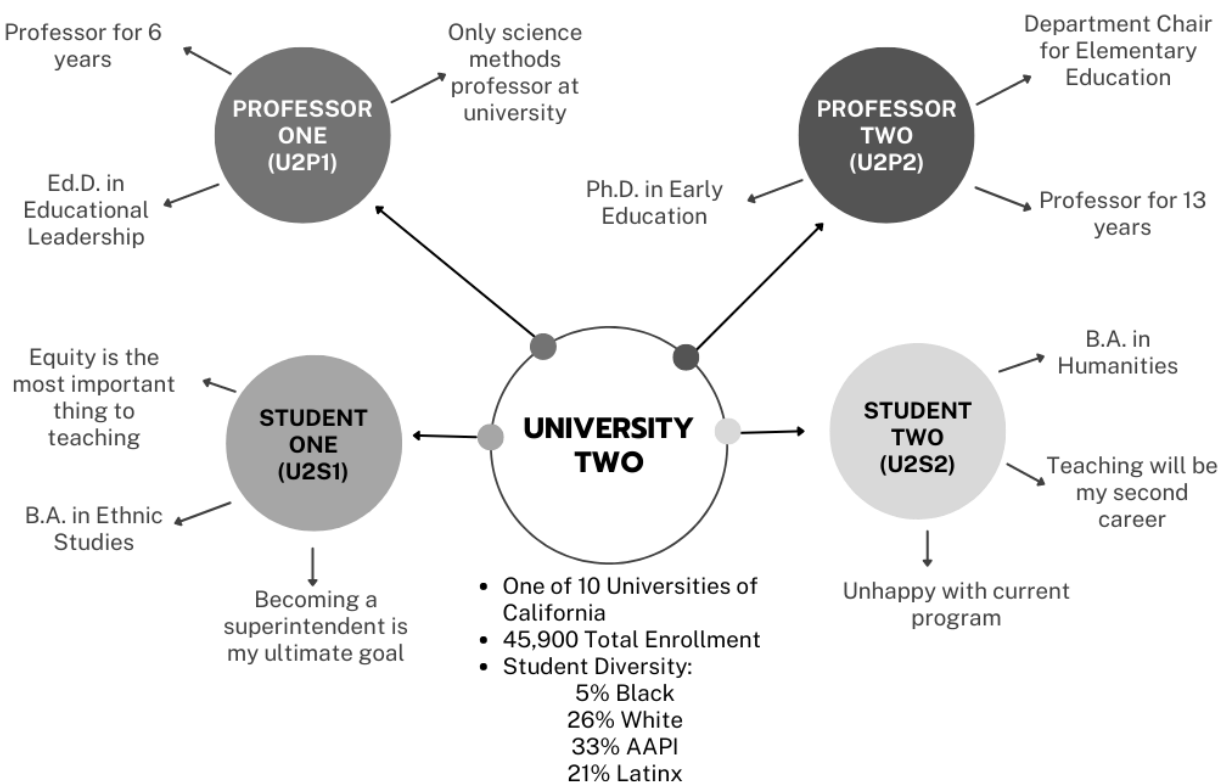 Professor for 6
years
Only science
methods
professor at
university
PROFESSOR
ONE
(U2P1)
Ed.D. in
Educational
Leadership
Department Chair
for Elementary
Education
PROFESSOR
TWO
(U2P2)
Ph.D. in Early
Education
Professor for 13
years
Equity is the
most important
thing to
teaching
STUDENT
ONE
(U2S1)
B.A. in Ethnic
Studies
Becoming a
superintendent is
my ultimate goal
UNIVERSITY
TWO
• One of 10 Universities of
California
• 45,900 Total Enrollment
• Student Diversity:
5% Black
26% White
33% AAPI
21% Latinx
B.A. in
Humanities
STUDENT
TWO
(U2S2)
Teaching will be
my second
career
Unhappy with current
program